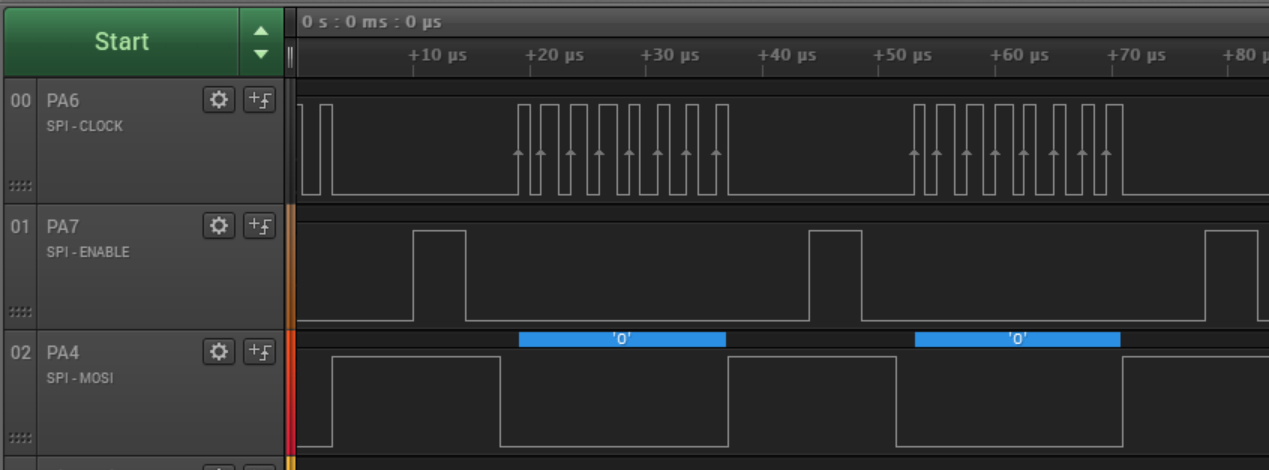 Start
0 s : 0 ms : 0 µs
+10 µs +20 µs +30 µs +40 µs +50 µs +60 µs +70 µs +80 µ
00 PA6
SPI - CLOCK
01 PA7
SPI - ENABLE
'0' '0'
02 PA4
SPI - MOSI